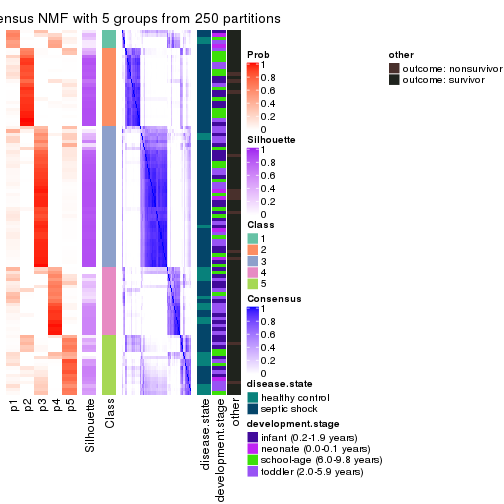 ensus NMF with 5 groups from 250 partitions
Prob
1
0.8
0.6
0.4
0.2
0
Silhouette
1
0.8
0.6
0.4
0.2
0
Class
1
2
3
4
5
Consensus
1
0.8
0.6
0.4
0.2
0
disease.state
healthy control
septic shock
development.stage
infant (0.2-1.9 years)
neonate (0.0-0.1 years)
school-age (6.0-9.8 years)
toddler (2.0-5.9 years)
other
outcome: nonsurvivor
outcome: survivor
p1
p2
p3
p4
p5
Silhouette
Class
disease.state
development.stage
other